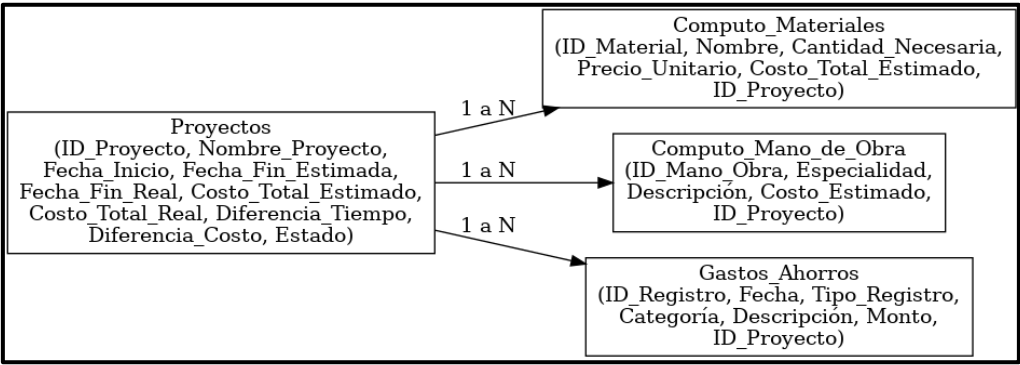 Proyectos
(ID_Proyecto, Nombre_Proyecto,
Fecha_Inicio, Fecha_Fin_Estimada,
Fecha_Fin_Real, Costo_Total_Estimado,
Costo_Total_Real, Diferencia_Tiempo,
Diferencia_Costo, Estado)
1 a N
Computo_Materiales
(ID_Material, Nombre, Cantidad_Necesaria,
Precio_Unitario, Costo_Total_Estimado,
ID_Proyecto)
1 a N
Computo_Mano_de_Obra
(ID_Mano_Obra, Especialidad,
Descripción, Costo_Estimado,
ID_Proyecto)
1 a N
Gastos_Ahorros
(ID_Registro, Fecha, Tipo_Registro,
Categoría, Descripción, Monto,
ID_Proyecto)